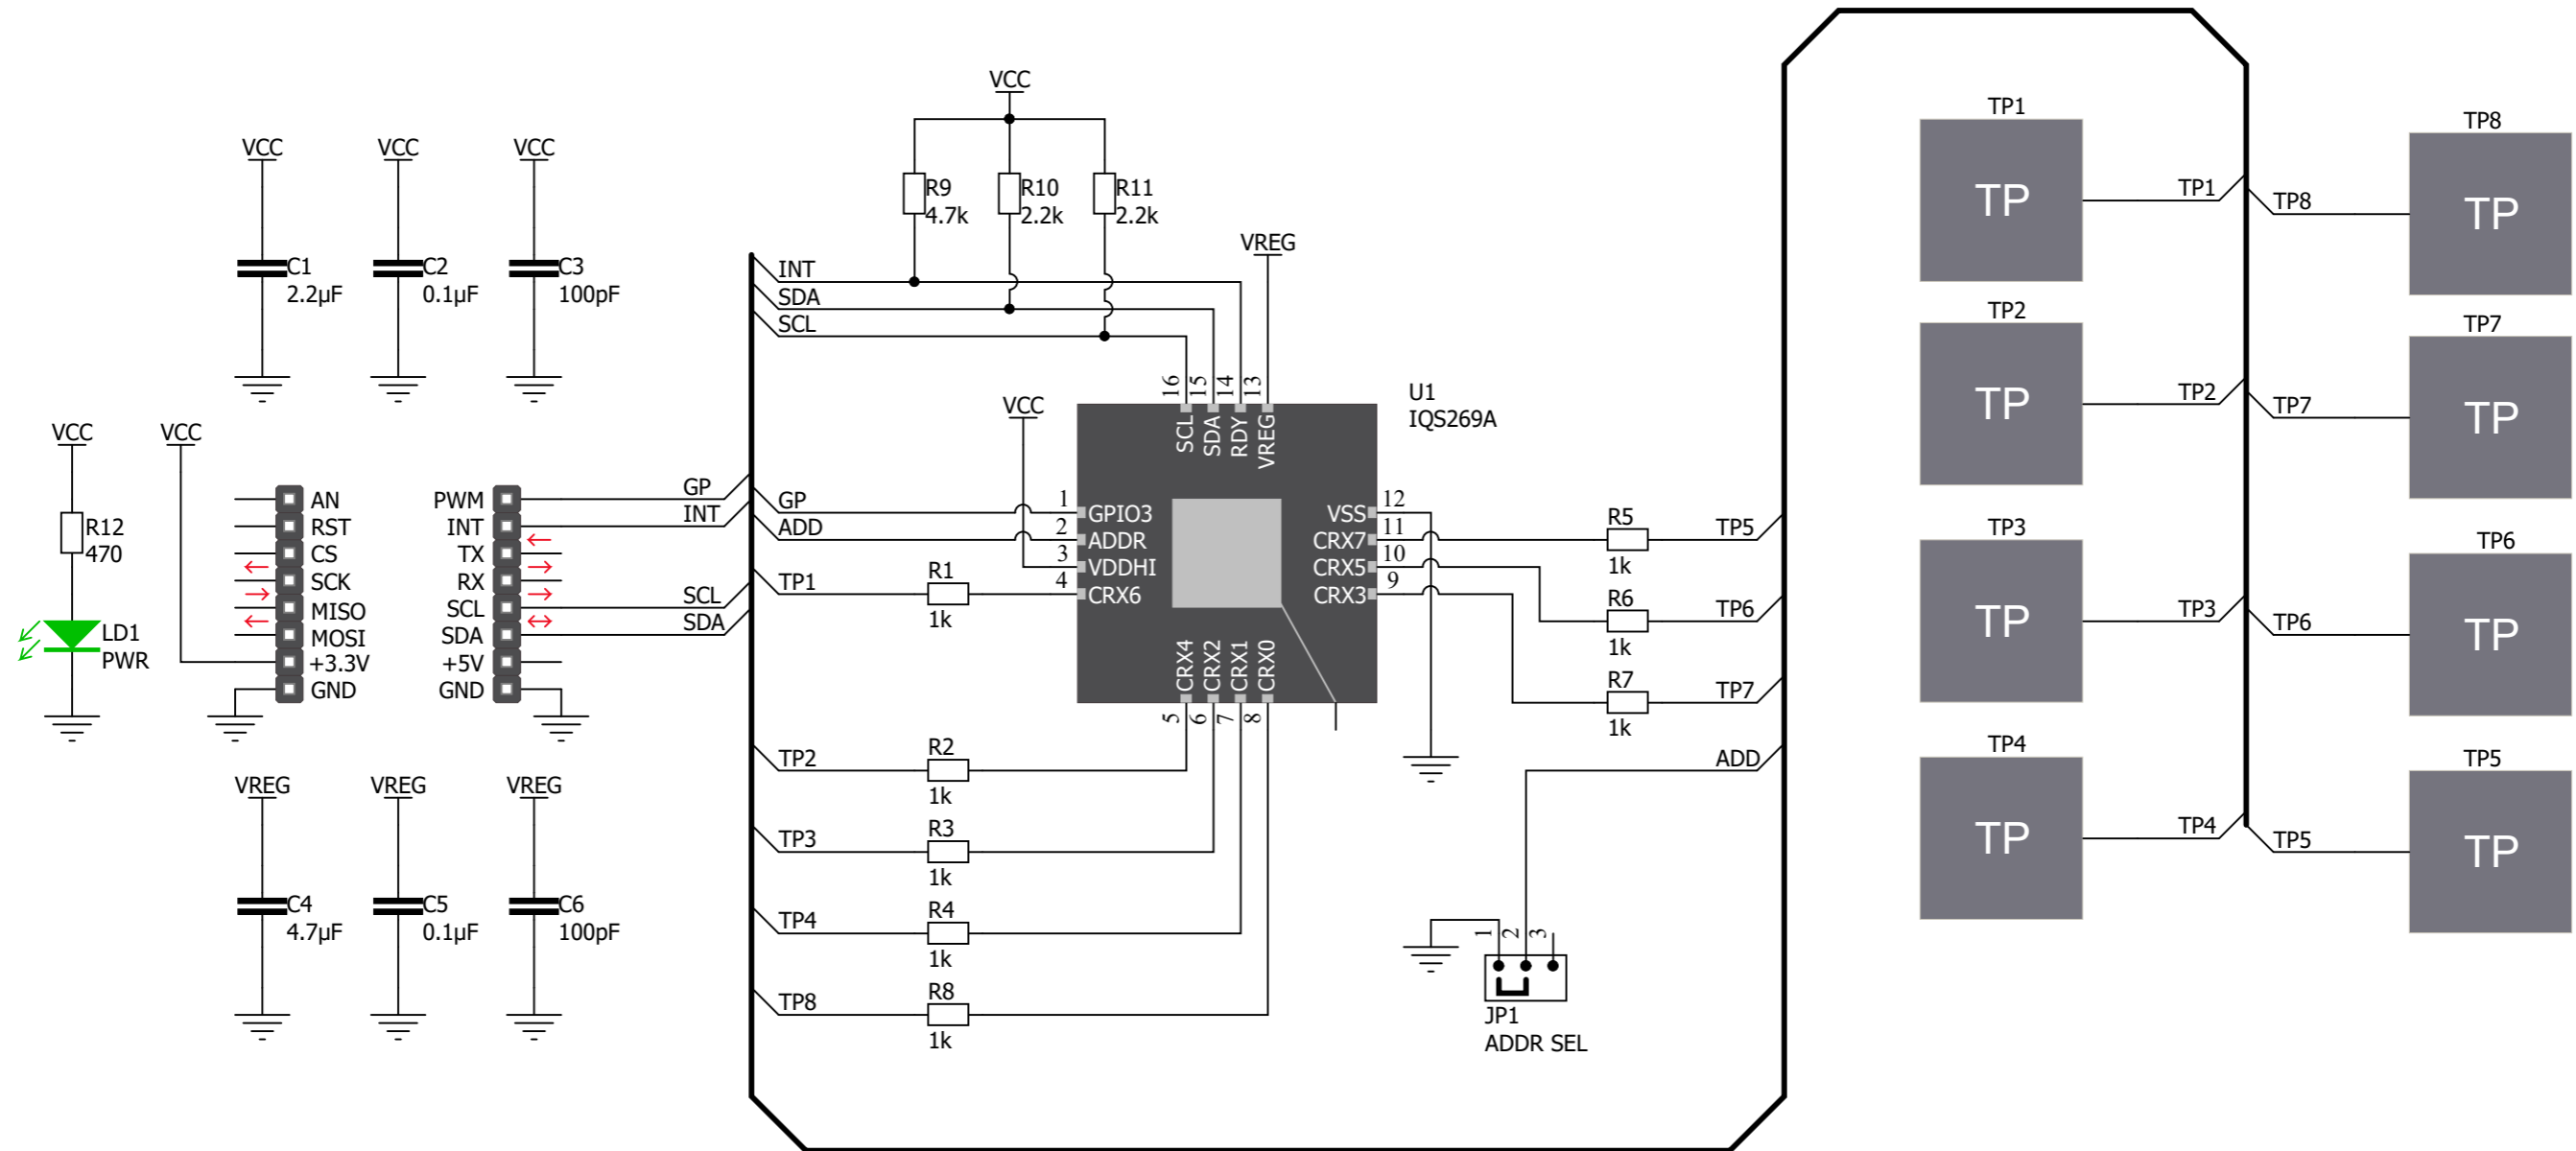 VCC
VCC
VCC
C1
2.2µF
C2
0.1µF
C3
100pF
VCC
R12
470
LD1
PWR
VCC
AN
RST
CS
SCK
MISO
MOSI
+3.3V
GND
PWM
INT
TX
RX
SCL
SDA
+5V
GND
GP
INT
SCL
SDA
VREG
VREG
VREG
C4
4.7µF
C5
0.1µF
C6
100pF
VCC
R9
4.7k
R10
2.2k
R11
2.2k
VREG
INT
SDA
SCL
VCC
GP
ADD
TP1
R1
1k
16
15
14
13
SCL
SDA
RDY
VREG
U1
IQS269A
1
2
3
4
GPIO3
ADDR
VDDHI
CRX6
VSS
CRX7
CRX5
CRX3
12
11
10
9
CRX4
CRX2
CRX1
CRX0
5
6
7
8
TP2
R2
1k
TP3
R3
1k
TP4
R4
1k
TP8
R8
1k
R5
1k
TP5
R6
1k
TP6
R7
1k
TP7
ADD
1
2
3
JP1
ADDR SEL
TP1
TP
TP1
TP2
TP
TP2
TP3
TP
TP3
TP4
TP
TP4
TP8
TP8
TP
TP7
TP7
TP
TP6
TP6
TP
TP5
TP5
TP